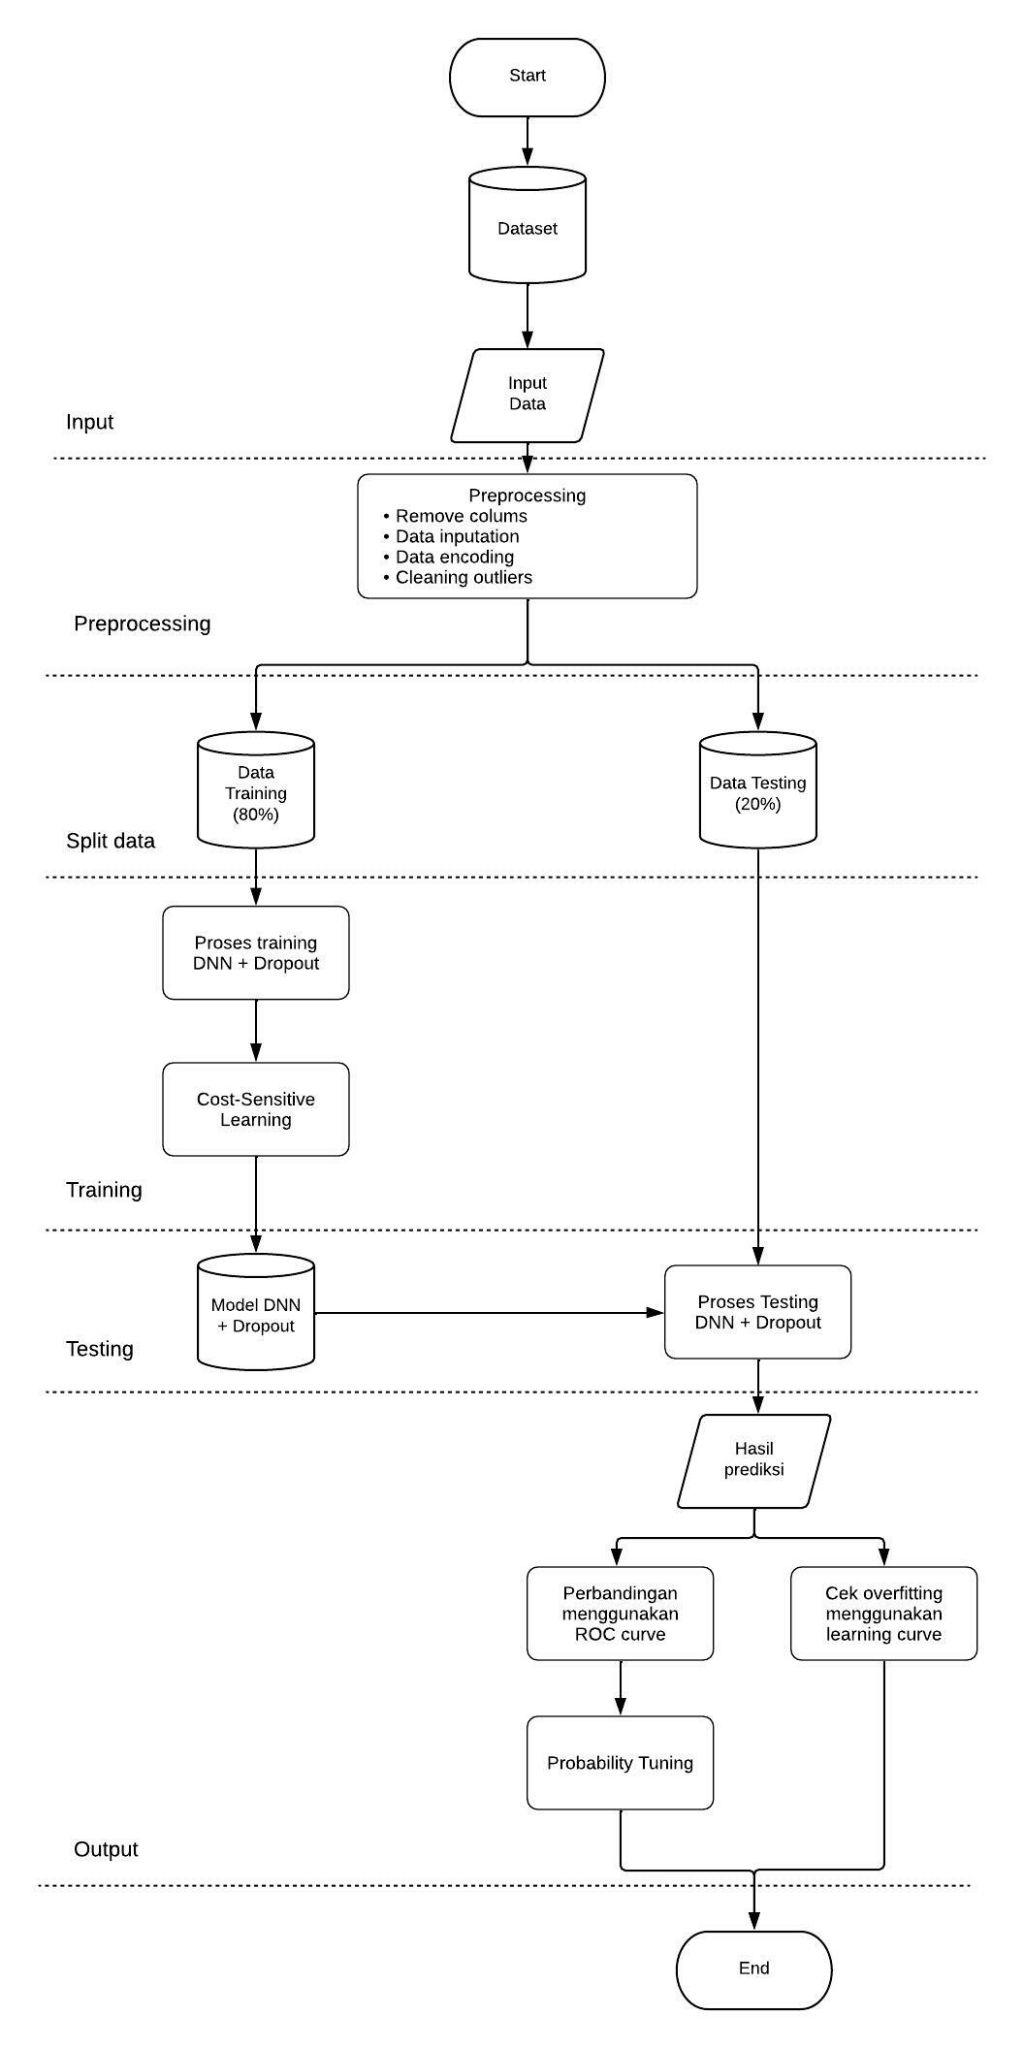 Start
Dataset
Input
Data
Input
Preprocessing
• Remove colums
• Data inputation
• Data encoding
• Cleaning outliers
Preprocessing
Data
Training
(80%)
Data Testing
(20%)
Split data
Proses training
DNN + Dropout
Cost-Sensitive
Learning
Training
Model DNN
+ Dropout
Proses Testing
DNN + Dropout
Testing
Hasil
prediksi
Perbandingan
menggunakan
ROC curve
Cek overfitting
menggunakan
learning curve
Probability Tuning
Output
End